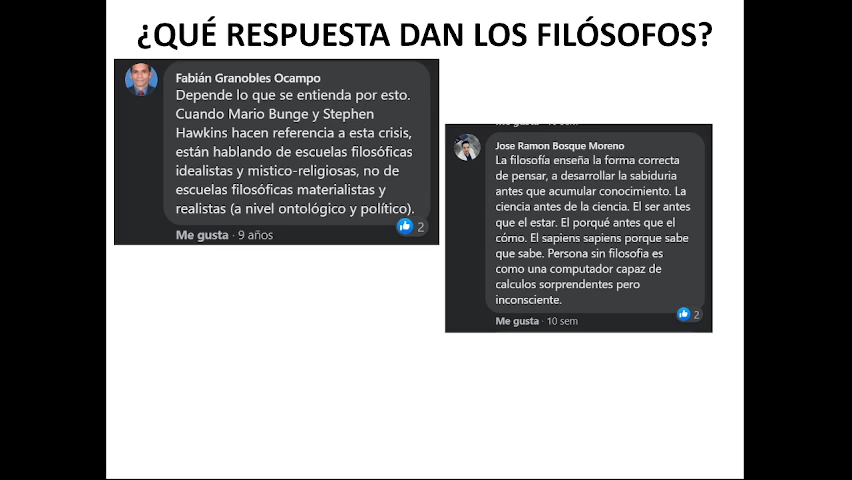 ¿QUÉ RESPUESTA DAN LOS FILÓSOFOS?
Fabián Granobles Ocampo
Depende lo que se entienda por esto.
Cuando Mario Bunge y Stephen
Hawkins hacen referencia a esta crisis,
están hablando de escuelas filosóficas
idealistas y mistico-religiosas, no de
escuelas filosóficas materialistas y
realistas (a nivel ontológico y político).
2
Me gusta · 9 años
Jose Ramon Bosque Moreno
La filosofía enseña la forma correcta
de pensar, a desarrollar la sabiduria
antes que acumular conocimiento. La
ciencia antes de la ciencia. El ser antes
que el estar. El porqué antes que el
cómo. El sapiens sapiens porque sabe
que sabe. Persona sin filosofia es
como una computador capaz de
calculos sorprendentes pero
inconsciente.
2
Me gusta · 10 sem